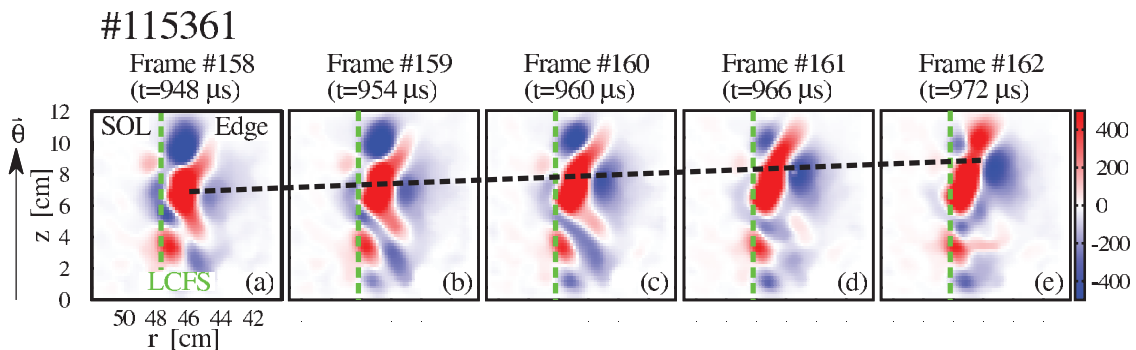 #115361
Frame #158
(t=948 μs)
Frame #159
(t=954 μs)
Frame #160
(t=960 μs)
Frame #161
(t=966 μs)
Frame #162
(t=972 μs)
θ
z [cm]
12
10
8
6
4
2
0
SOL Edge
LCFS (a)
(b)
(c)
(d)
(e)
50 48 46 44 42
r [cm]
400
200
0
-200
-400